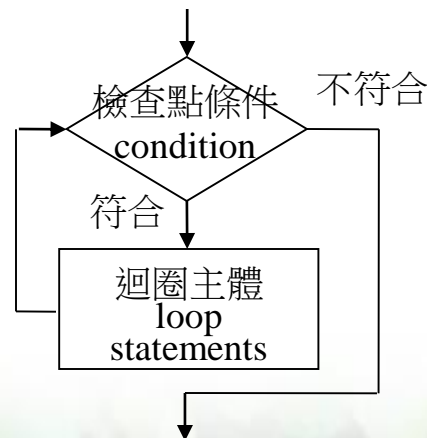 檢查點條件
condition
不符合
符合
迴圈主體
loop
statements